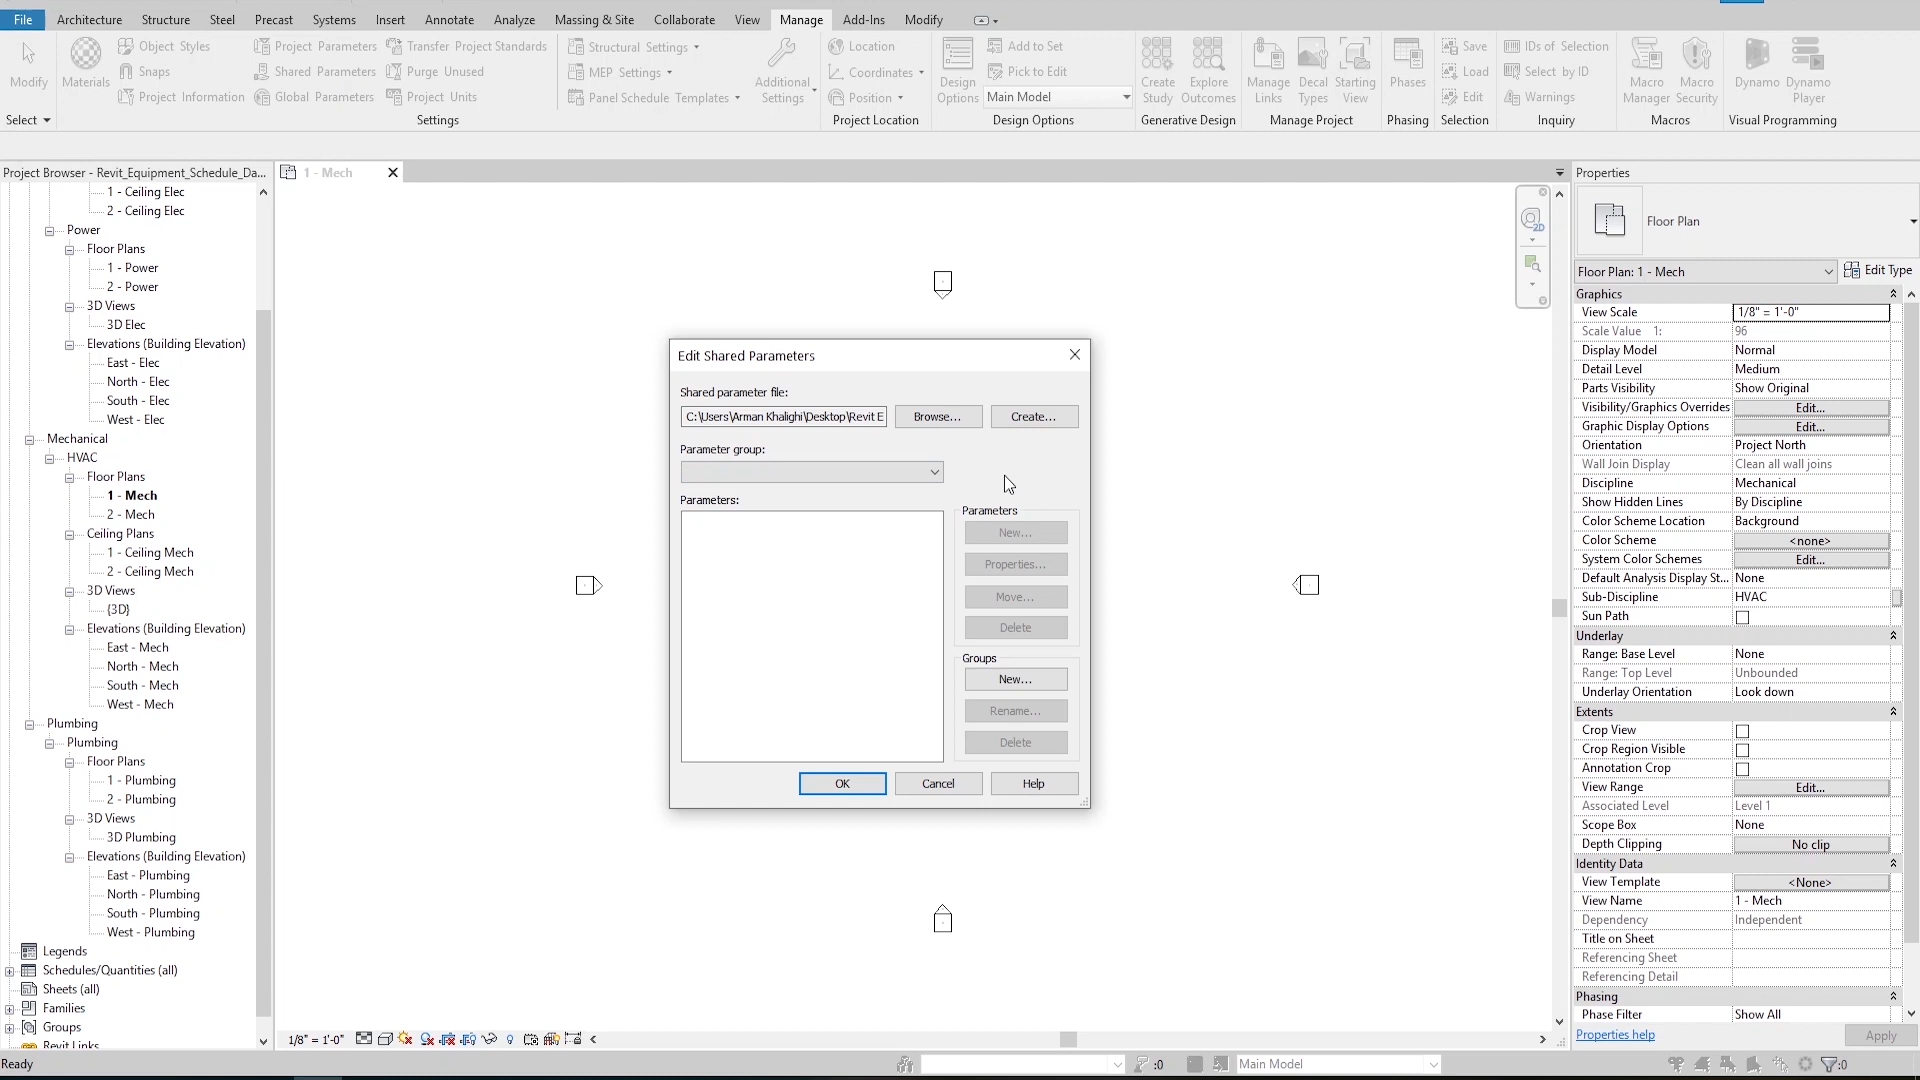 File Architecture Structure Steel Precast Systems Insert Annotate Analyze Massing & Site Collaborate View Manage Add-Ins Modify
Modify
Select
Materials
Object Styles
Snaps
Project Information
Project Parameters
Shared Parameters
Global Parameters
Transfer Project Standards
Purge Unused
Project Units
Settings
Structural Settings
MEP Settings
Panel Schedule Templates
Additional
Settings
Location
Coordinates
Position
Project Location
Design
Options
Add to Set
Pick to Edit
Main Model
Design Options
Create
Study
Explore
Outcomes
Generative Design
Manage
Links
Decal
Types
Starting
View
Manage Project
Phases
Phasing
Save
Load
Edit
Selection
IDs of Selection
Select by ID
Warnings
Inquiry
Macro
Manager
Macro
Security
Macros
Dynamo
Dynamo
Player
Visual Programming
Project Browser - Revit_Equipment_Schedule_Da...
1 - Ceiling Elec
2 - Ceiling Elec
Power
Floor Plans
1 - Power
2 - Power
3D Views
3D Elec
Elevations (Building Elevation)
East - Elec
North - Elec
South - Elec
West - Elec
Mechanical
HVAC
Floor Plans
1 - Mech
2 - Mech
Ceiling Plans
1 - Ceiling Mech
2 - Ceiling Mech
3D Views
{3D}
Elevations (Building Elevation)
East - Mech
North - Mech
South - Mech
West - Mech
Plumbing
Plumbing
Floor Plans
1 - Plumbing
2 - Plumbing
3D Views
3D Plumbing
Elevations (Building Elevation)
East - Plumbing
North - Plumbing
South - Plumbing
West - Plumbing
Legends
Schedules/Quantities (all)
Sheets (all)
Families
Groups
Revit Links
1 - Mech
2D
Edit Shared Parameters
Shared parameter file:
C:\Users\Arman Khalighi\Desktop\Revit E
Browse... Create...
Parameter group:
Parameters:
Parameters
New...
Properties...
Move...
Delete
Groups
New...
Rename...
Delete
OK Cancel Help
1/8" = 1'-0"
Properties
Floor Plan
Floor Plan: 1 - Mech Edit Type
Graphics
View Scale 1/8" = 1'-0"
Scale Value 1: 96
Display Model Normal
Detail Level Medium
Parts Visibility Show Original
Visibility/Graphics Overrides Edit...
Graphic Display Options Edit...
Orientation Project North
Wall Join Display Clean all wall joins
Discipline Mechanical
Show Hidden Lines By Discipline
Color Scheme Location Background
Color Scheme <none>
System Color Schemes Edit...
Default Analysis Display St... None
Sub-Discipline HVAC
Sun Path
Underlay
Range: Base Level None
Range: Top Level Unbounded
Underlay Orientation Look down
Extents
Crop View
Crop Region Visible
Annotation Crop
View Range Edit...
Associated Level Level 1
Scope Box None
Depth Clipping No clip
Identity Data
View Template <None>
View Name 1 - Mech
Dependency Independent
Title on Sheet
Referencing Sheet
Referencing Detail
Phasing
Phase Filter Show All
Properties help Apply
Ready
:0
Main Model
:0